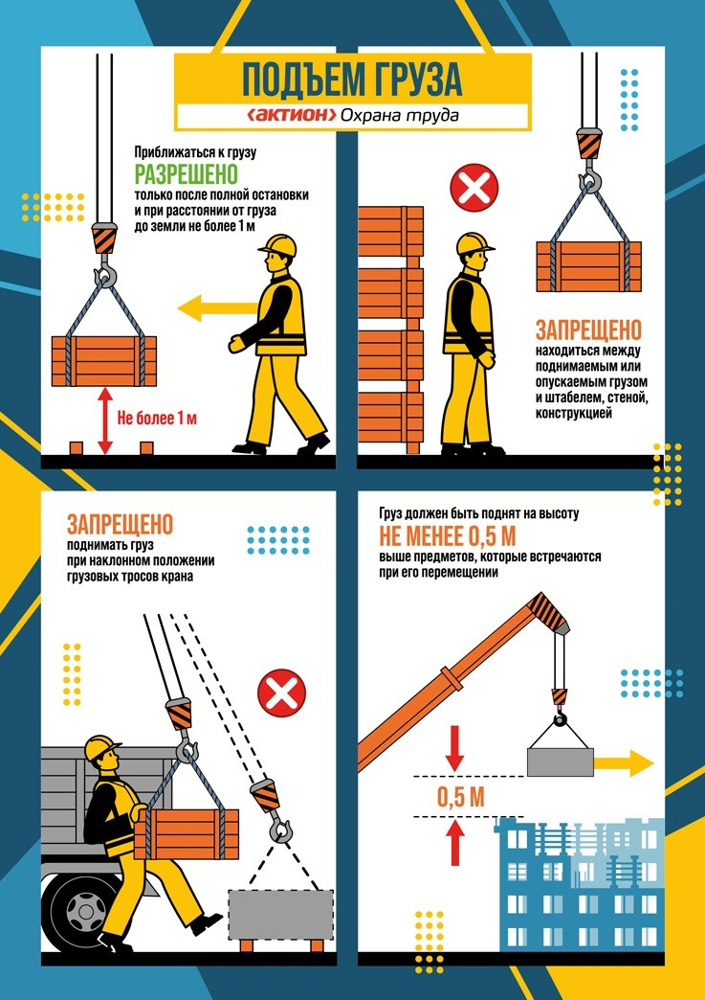 ПОДЪЕМ ГРУЗА
‹АКТИОН› Охрана труда
Приближаться к грузу
РАЗРЕШЕНО
только после полной остановки
и при расстоянии от груза
до земли не более 1 м
Не более 1 м
ЗАПРЕЩЕНО
находиться между
поднимаемым или
опускаемым грузом
и штабелем, стеной,
конструкцией
ЗАПРЕЩЕНО
поднимать груз
при наклонном положении
грузовых тросов крана
Груз должен быть поднят на высоту
НЕ МЕНЕЕ 0,5 М
выше предметов, которые встречаются
при его перемещении
0,5 М